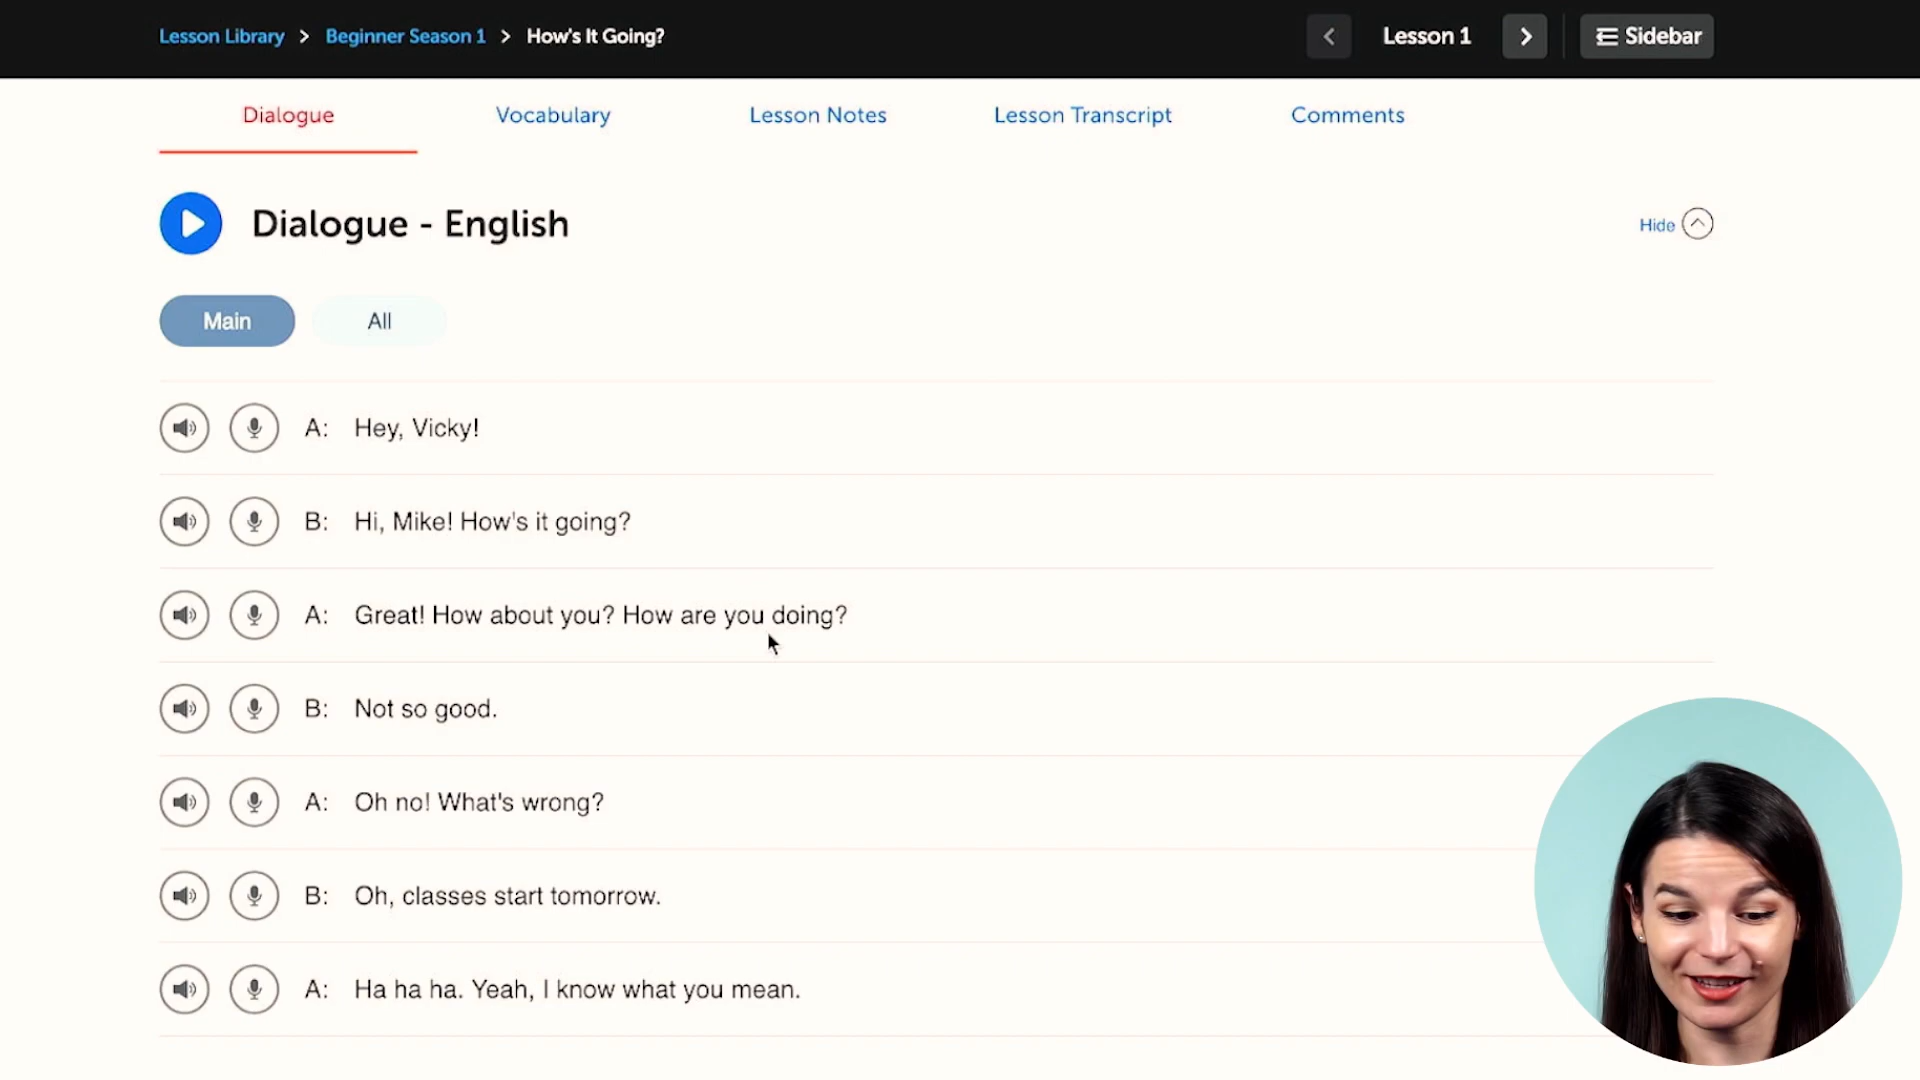 Lesson Library > Beginner Season 1 > How's It Going? < Lesson 1 > Sidebar
Dialogue Vocabulary Lesson Notes Lesson Transcript Comments
Dialogue - English Hide
Main All
A: Hey, Vicky!
B: Hi, Mike! How's it going?
A: Great! How about you? How are you doing?
B: Not so good.
A: Oh no! What's wrong?
B: Oh, classes start tomorrow.
A: Ha ha ha. Yeah, I know what you mean.